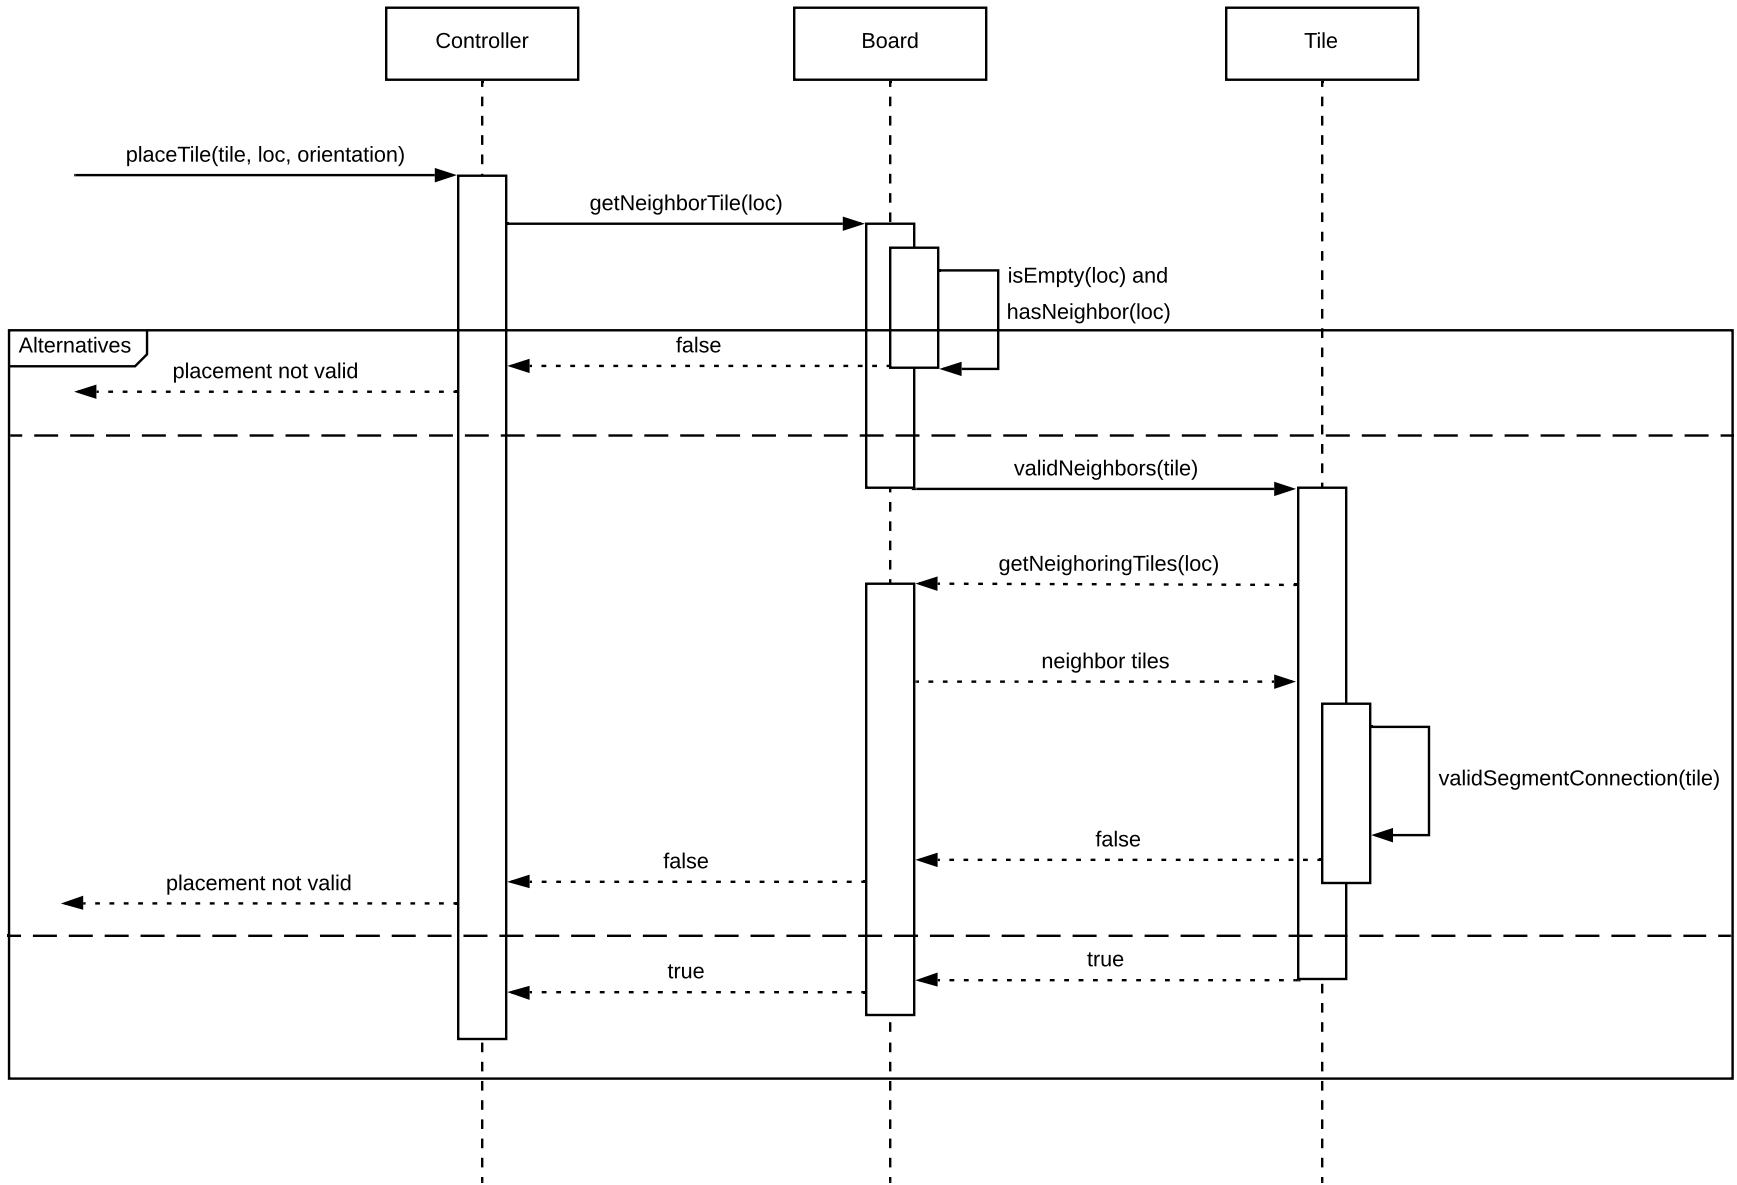 Controller
Board
Tile
placeTile(tile, loc, orientation)
getNeighborTile(loc)
isEmpty(loc) and
hasNeighbor(loc)
Alternatives
false
placement not valid
validNeighbors(tile)
getNeighoringTiles(loc)
neighbor tiles
validSegmentConnection(tile)
false
false
placement not valid
true
true